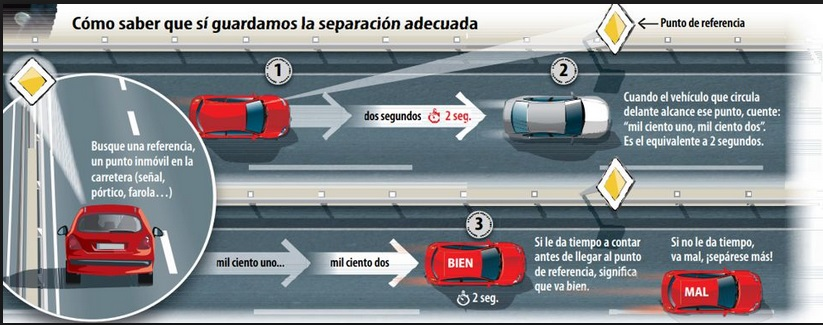 Cómo saber que sí guardamos la separación adecuada
Punto de referencia
1
2
dos segundos 2 seg.
Cuando el vehículo que circula
delante alcance ese punto, cuente:
“mil ciento uno, mil ciento dos”.
Es el equivalente a 2 segundos.
Busque una referencia,
un punto inmóvil en la
carretera (señal,
pórtico, farola…)
3
mil ciento uno...
mil ciento dos
BIEN
2 seg.
Si le da tiempo a contar
antes de llegar al punto
de referencia, significa
que va bien.
Si no le da tiempo,
va mal, ¡sepárese más!
MAL